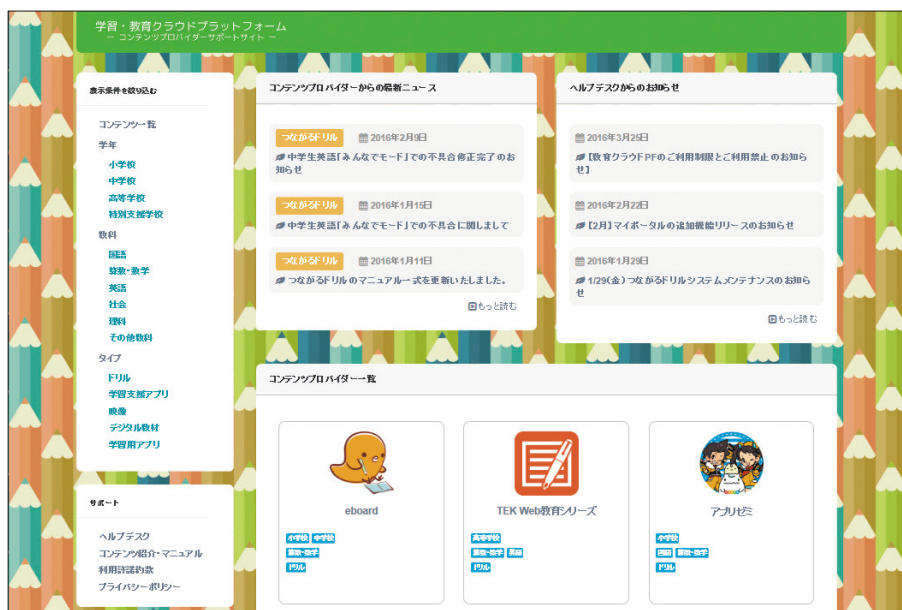 学習・教育クラウドプラットフォーム
－ コンテンツプロバイダーサポートサイト －
表示条件を絞り込む
コンテンツ一覧
学年
小学校
中学校
高等学校
特別支援学校
教科
国語
算数・数学
英語
社会
理科
その他教科
タイプ
ドリル
学習支援アプリ
映像
デジタル教材
学習用アプリ
サポート
ヘルプデスク
コンテンツ紹介・マニュアル
利用許諾約款
プライバシーポリシー
コンテンツプロバイダーからの最新ニュース
つながるドリル 2016年2月9日
中学生英語「みんなでモード」での不具合修正完了のお
知らせ
つながるドリル 2016年1月15日
中学生英語「みんなでモード」での不具合に関しまして
つながるドリル 2016年1月11日
つながるドリルのマニュアル一式を更新いたしました。
もっと読む
ヘルプデスクからのお知らせ
2016年3月25日
【教育クラウドPFのご利用制限とご利用禁止のお知ら
せ】
2016年2月22日
【2月】マイポータルの追加機能リリースのお知らせ
2016年1月29日
1/29(金)つながるドリルシステムメンテナンスのお知ら
せ
もっと読む
コンテンツプロバイダー一覧
eboard
小学校 中学校
算数・数学
ドリル
TEK Web教育シリーズ
高等学校
算数・数学 英語
ドリル
アプリゼミ
小学校
国語 算数・数学
ドリル